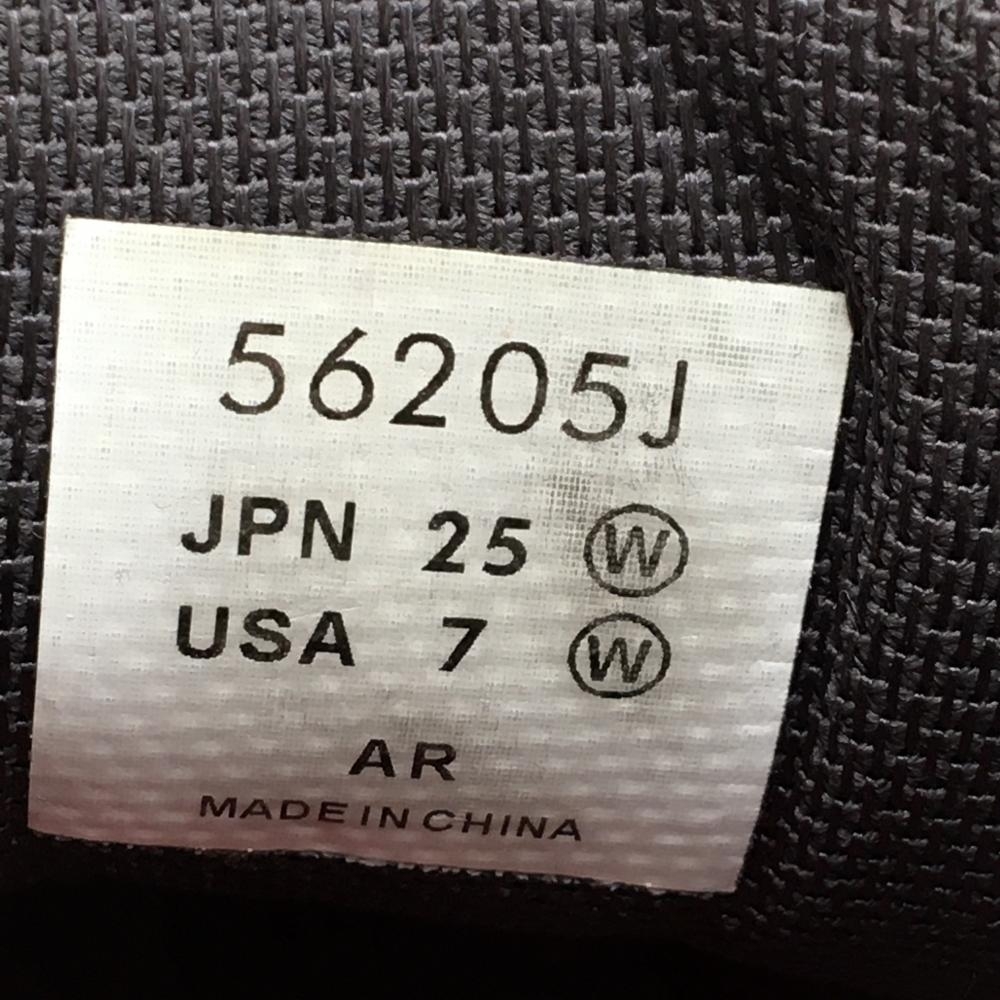 56205J
JPN 25 Ⓦ
USA 7 Ⓦ
AR
MADE IN CHINA